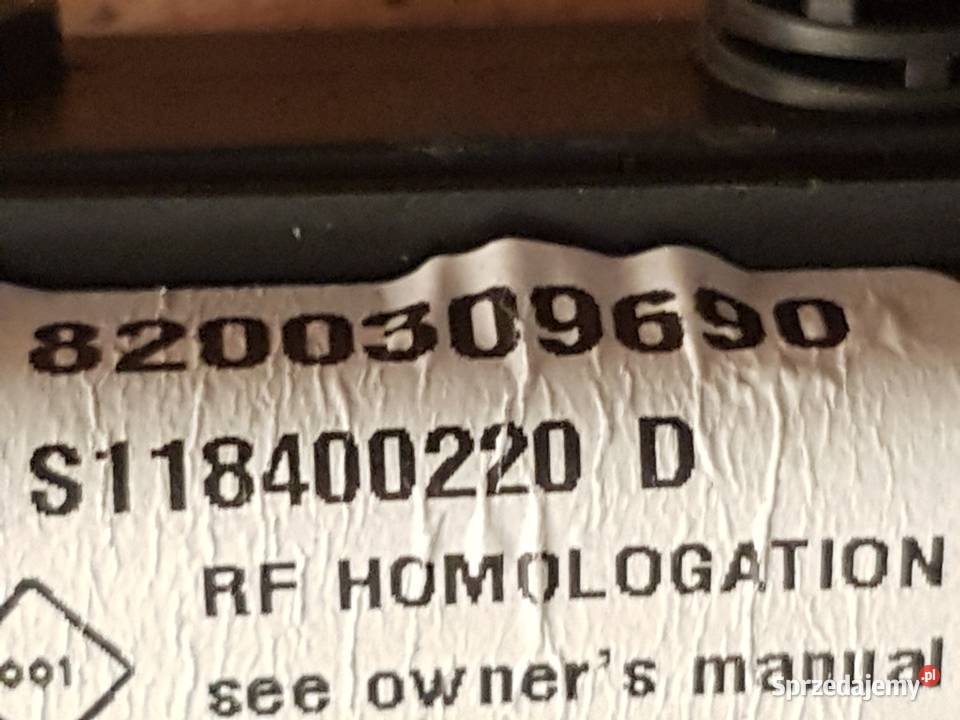 8200309690
S118400220 D
RF HOMOLOGATION
001
see owner's manual
Sprzedajemy.pl